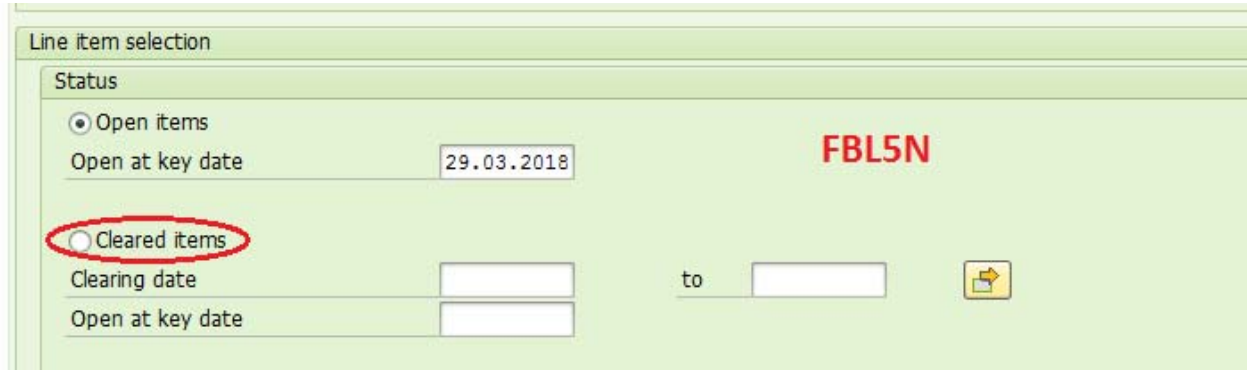 Line item selection
Status
Open items
Open at key date 29.03.2018
FBL5N
Cleared items
Clearing date to
Open at key date